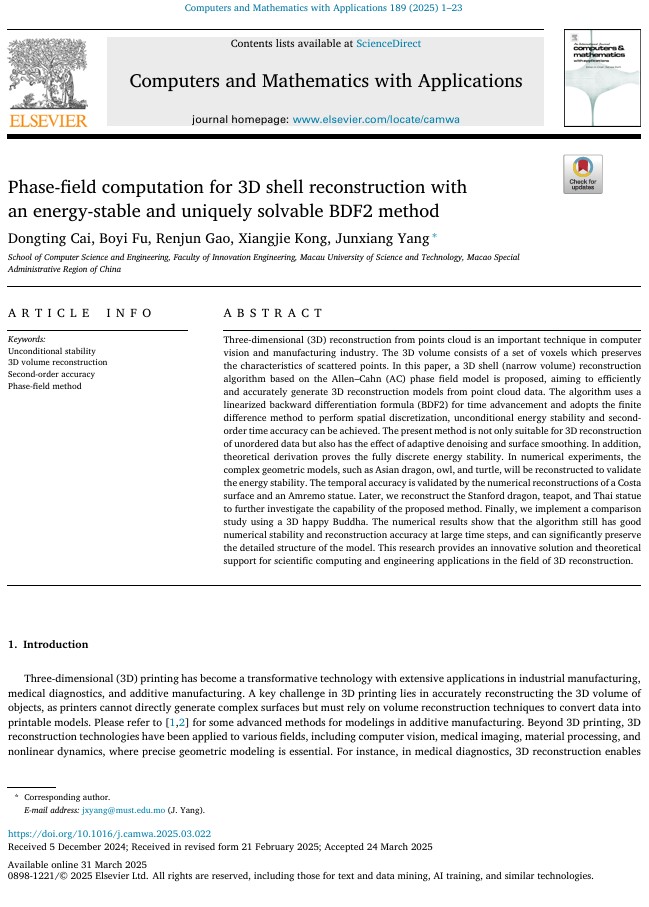 Computers and Mathematics with Applications 189 (2025) 1–23
Contents lists available at ScienceDirect
Computers and Mathematics with Applications
journal homepage: www.elsevier.com/locate/camwa
ELSEVIER
computers &
mathematics
with applications
Check for
updates
Phase-field computation for 3D shell reconstruction with
an energy-stable and uniquely solvable BDF2 method
Dongting Cai, Boyi Fu, Renjun Gao, Xiangjie Kong, Junxiang Yang *
School of Computer Science and Engineering, Faculty of Innovation Engineering, Macau University of Science and Technology, Macao Special
Administrative Region of China
ARTICLE INFO
Keywords:
Unconditional stability
3D volume reconstruction
Second-order accuracy
Phase-field method
ABSTRACT
Three-dimensional (3D) reconstruction from points cloud is an important technique in computer
vision and manufacturing industry. The 3D volume consists of a set of voxels which preserves
the characteristics of scattered points. In this paper, a 3D shell (narrow volume) reconstruction
algorithm based on the Allen–Cahn (AC) phase field model is proposed, aiming to efficiently
and accurately generate 3D reconstruction models from point cloud data. The algorithm uses a
linearized backward differentiation formula (BDF2) for time advancement and adopts the finite
difference method to perform spatial discretization, unconditional energy stability and second-
order time accuracy can be achieved. The present method is not only suitable for 3D reconstruction
of unordered data but also has the effect of adaptive denoising and surface smoothing. In addition,
theoretical derivation proves the fully discrete energy stability. In numerical experiments, the
complex geometric models, such as Asian dragon, owl, and turtle, will be reconstructed to validate
the energy stability. The temporal accuracy is validated by the numerical reconstructions of a Costa
surface and an Amremo statue. Later, we reconstruct the Stanford dragon, teapot, and Thai statue
to further investigate the capability of the proposed method. Finally, we implement a comparison
study using a 3D happy Buddha. The numerical results show that the algorithm still has good
numerical stability and reconstruction accuracy at large time steps, and can significantly preserve
the detailed structure of the model. This research provides an innovative solution and theoretical
support for scientific computing and engineering applications in the field of 3D reconstruction.
1. Introduction
Three-dimensional (3D) printing has become a transformative technology with extensive applications in industrial manufacturing,
medical diagnostics, and additive manufacturing. A key challenge in 3D printing lies in accurately reconstructing the 3D volume of
objects, as printers cannot directly generate complex surfaces but must rely on volume reconstruction techniques to convert data into
printable models. Please refer to [1,2] for some advanced methods for modelings in additive manufacturing. Beyond 3D printing, 3D
reconstruction technologies have been applied to various fields, including computer vision, medical imaging, material processing, and
nonlinear dynamics, where precise geometric modeling is essential. For instance, in medical diagnostics, 3D reconstruction enables
* Corresponding author.
E-mail address: jxyang@must.edu.mo (J. Yang).
https://doi.org/10.1016/j.camwa.2025.03.022
Received 5 December 2024; Received in revised form 21 February 2025; Accepted 24 March 2025
Available online 31 March 2025
0898-1221/© 2025 Elsevier Ltd. All rights are reserved, including those for text and data mining, AI training, and similar technologies.